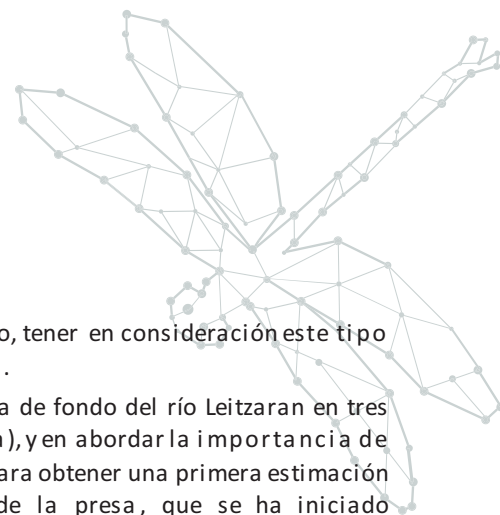 o, tener en consideración este tipo
.
a de fondo del río Leitzaran en tres
a), y en abordar la importancia de
ara obtener una primera estimación
de la presa, que se ha iniciado